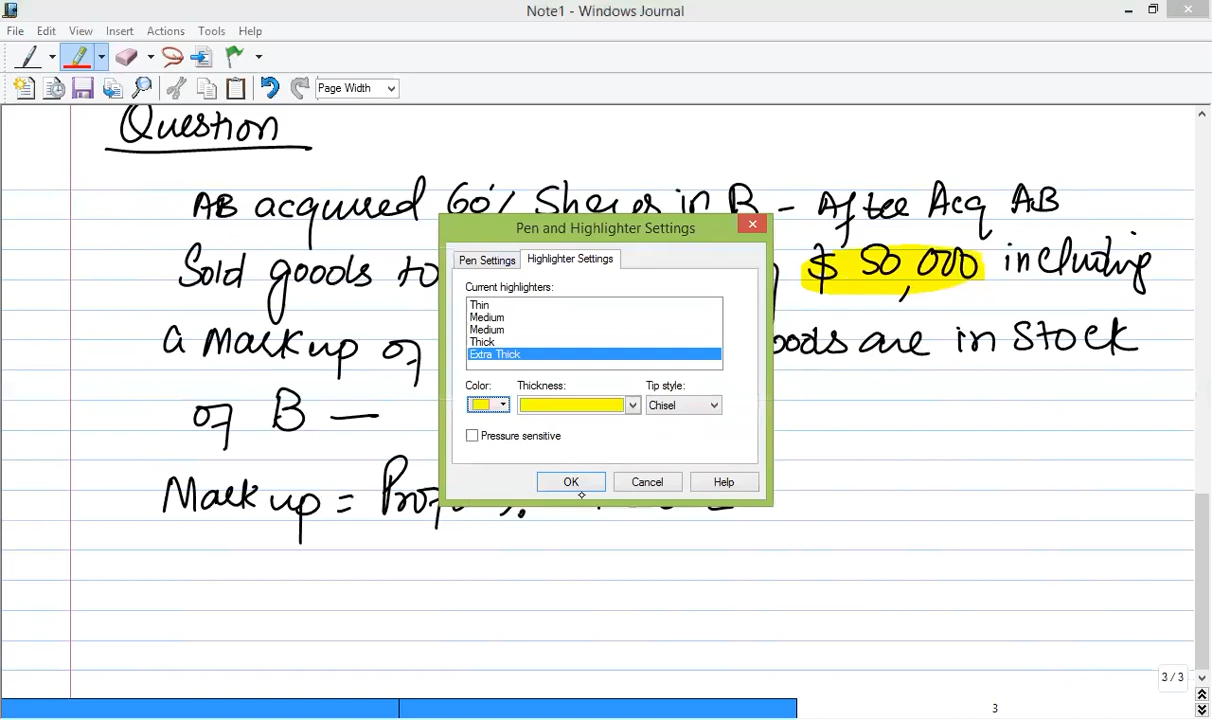 Note1 - Windows Journal
File Edit View Insert Actions Tools Help
Page Width
Question
AB acquired 60% Shares in B - After Acq AB
Pen and Highlighter Settings
Sold goods to $ 50,000 including
Pen Settings Highlighter Settings
Current highlighters:
Thin
Medium
Medium
Thick
Extra Thick
a Markup of oods are in Stock
Color: Thickness: Tip style:
Chisel
of B —
Pressure sensitive
OK Cancel Help
Markup = Prof
3 / 3
3